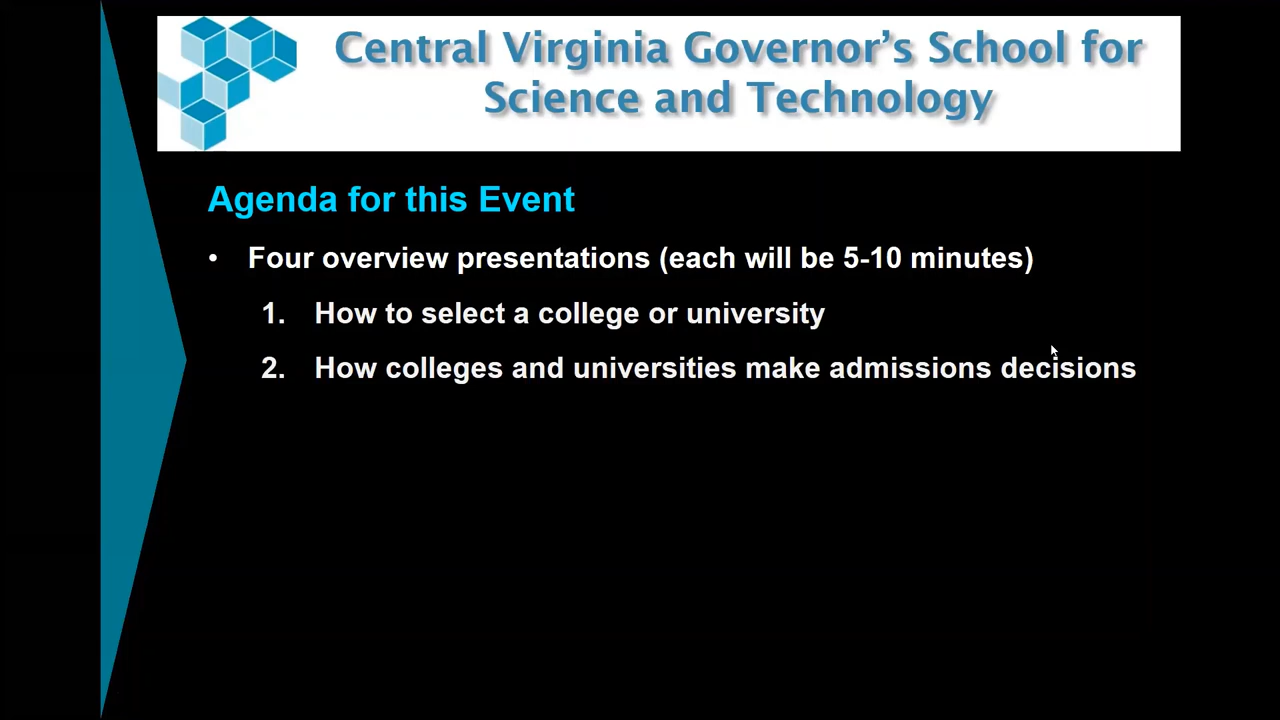 Central Virginia Governor’s School for
Science and Technology
Agenda for this Event
• Four overview presentations (each will be 5-10 minutes)
1. How to select a college or university
2. How colleges and universities make admissions decisions